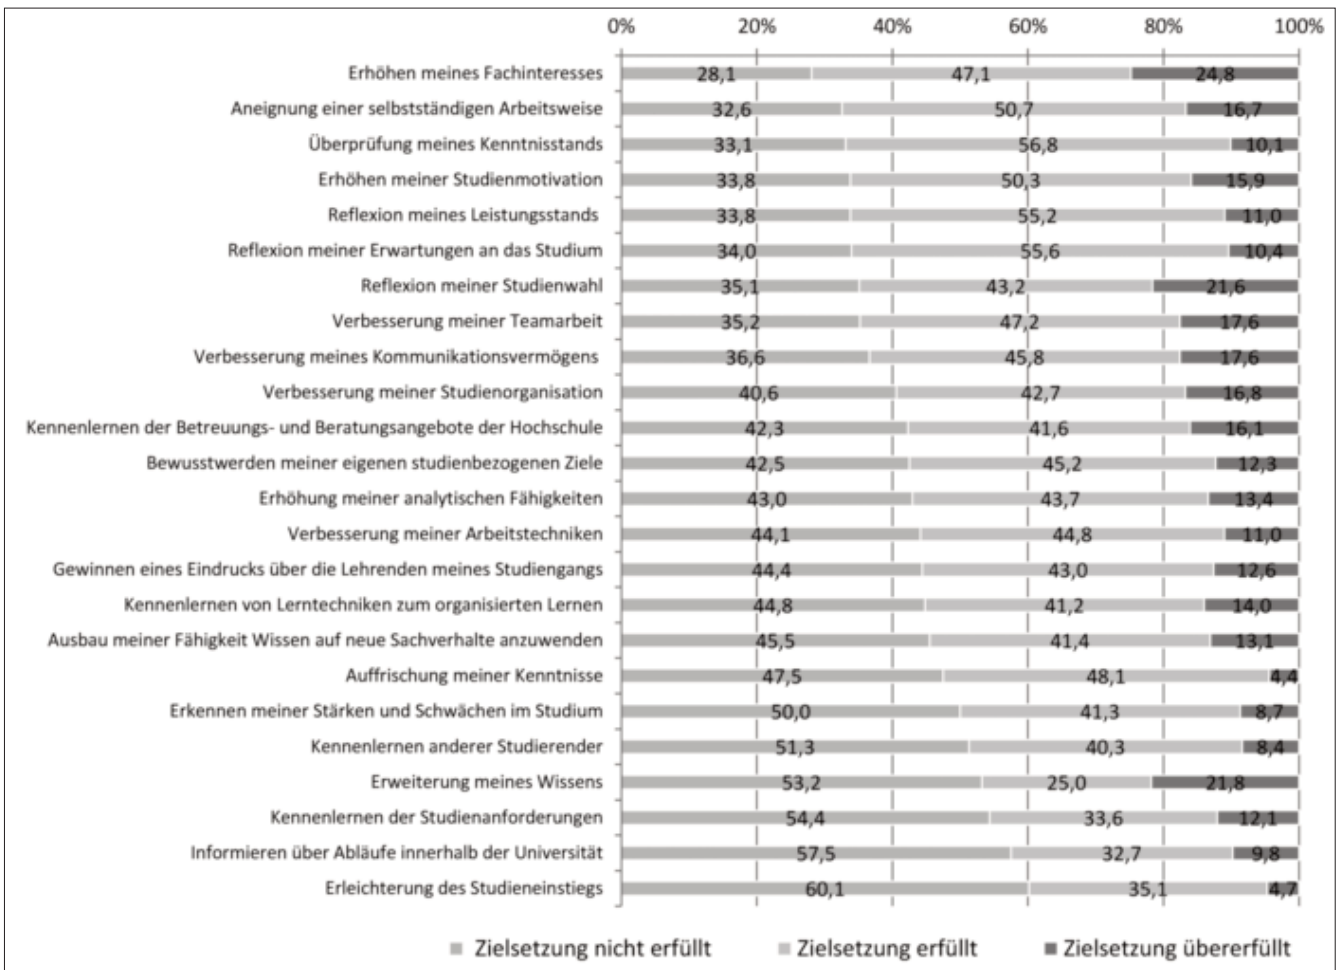 0% 20% 40% 60% 80% 100%
Erhöhen meines Fachinteresses 28,1 47,1 24,8
Aneignung einer selbstständigen Arbeitsweise 32,6 50,7 16,7
Überprüfung meines Kenntnisstands 33,1 56,8 10,1
Erhöhen meiner Studienmotivation 33,8 50,3 15,9
Reflexion meines Leistungsstands 33,8 55,2 11,0
Reflexion meiner Erwartungen an das Studium 34,0 55,6 10,4
Reflexion meiner Studienwahl 35,1 43,2 21,6
Verbesserung meiner Teamarbeit 35,2 47,2 17,6
Verbesserung meines Kommunikationsvermögens 36,6 45,8 17,6
Verbesserung meiner Studienorganisation 40,6 42,7 16,8
Kennenlernen der Betreuungs- und Beratungsangebote der Hochschule 42,3 41,6 16,1
Bewusstwerden meiner eigenen studienbezogenen Ziele 42,5 45,2 12,3
Erhöhung meiner analytischen Fähigkeiten 43,0 43,7 13,4
Verbesserung meiner Arbeitstechniken 44,1 44,8 11,0
Gewinnen eines Eindrucks über die Lehrenden meines Studiengangs 44,4 43,0 12,6
Kennenlernen von Lerntechniken zum organisierten Lernen 44,8 41,2 14,0
Ausbau meiner Fähigkeit Wissen auf neue Sachverhalte anzuwenden 45,5 41,4 13,1
Auffrischung meiner Kenntnisse 47,5 48,1 4,4
Erkennen meiner Stärken und Schwächen im Studium 50,0 41,3 8,7
Kennenlernen anderer Studierender 51,3 40,3 8,4
Erweiterung meines Wissens 53,2 25,0 21,8
Kennenlernen der Studienanforderungen 54,4 33,6 12,1
Informieren über Abläufe innerhalb der Universität 57,5 32,7 9,8
Erleichterung des Studieneinstiegs 60,1 35,1 4,7
Zielsetzung nicht erfüllt Zielsetzung erfüllt Zielsetzung übererfüllt